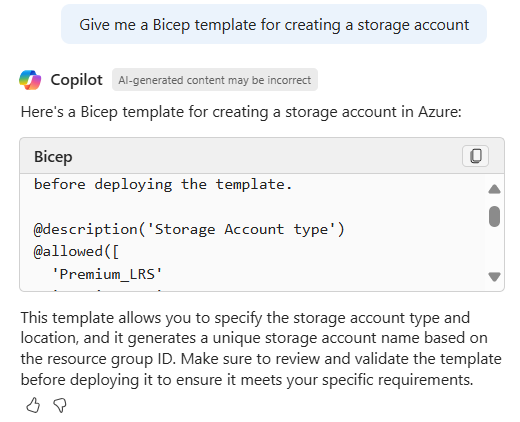 Give me a Bicep template for creating a storage account
Copilot AI-generated content may be incorrect
Here's a Bicep template for creating a storage account in Azure:
Bicep
before deploying the template.
@description('Storage Account type')
@allowed([
'Premium_LRS'
This template allows you to specify the storage account type and
location, and it generates a unique storage account name based on
the resource group ID. Make sure to review and validate the template
before deploying it to ensure it meets your specific requirements.